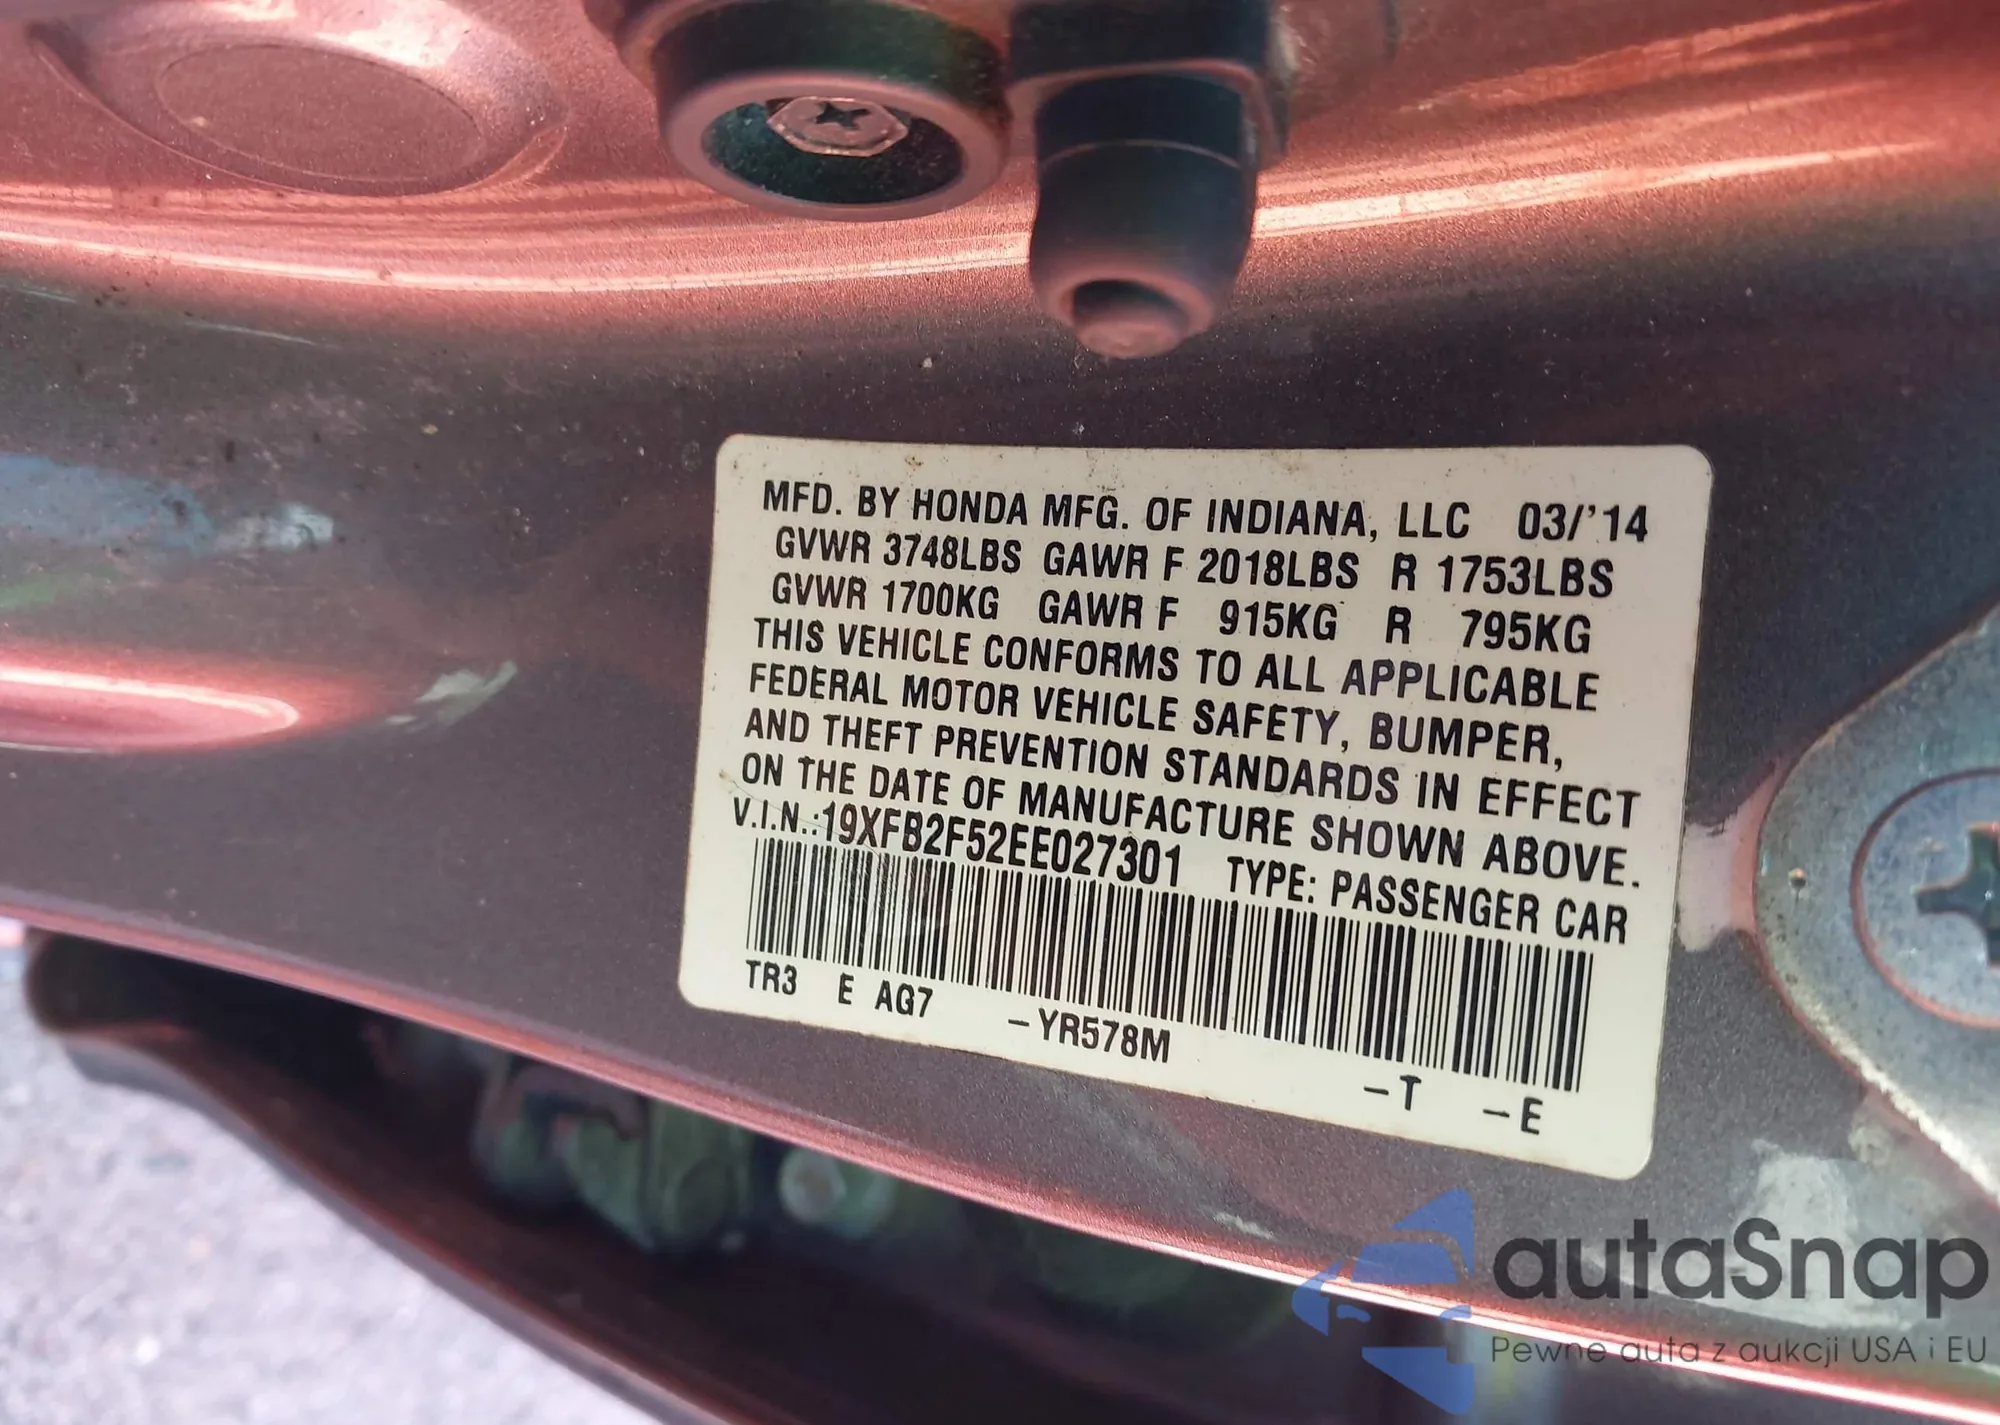 MFD. BY HONDA MFG. OF INDIANA, LLC 03/'14
GVWR 3748LBS GAWR F 2018LBS R 1753LBS
GVWR 1700KG GAWR F 915KG R 795KG
THIS VEHICLE CONFORMS TO ALL APPLICABLE
FEDERAL MOTOR VEHICLE SAFETY, BUMPER,
AND THEFT PREVENTION STANDARDS IN EFFECT
ON THE DATE OF MANUFACTURE SHOWN ABOVE.
V.I.N.:19XFB2F52EE027301 TYPE: PASSENGER CAR
TR3 E AG7 -YR578M -T -E
autaSnap
Pewne auta z aukcji USA i EU